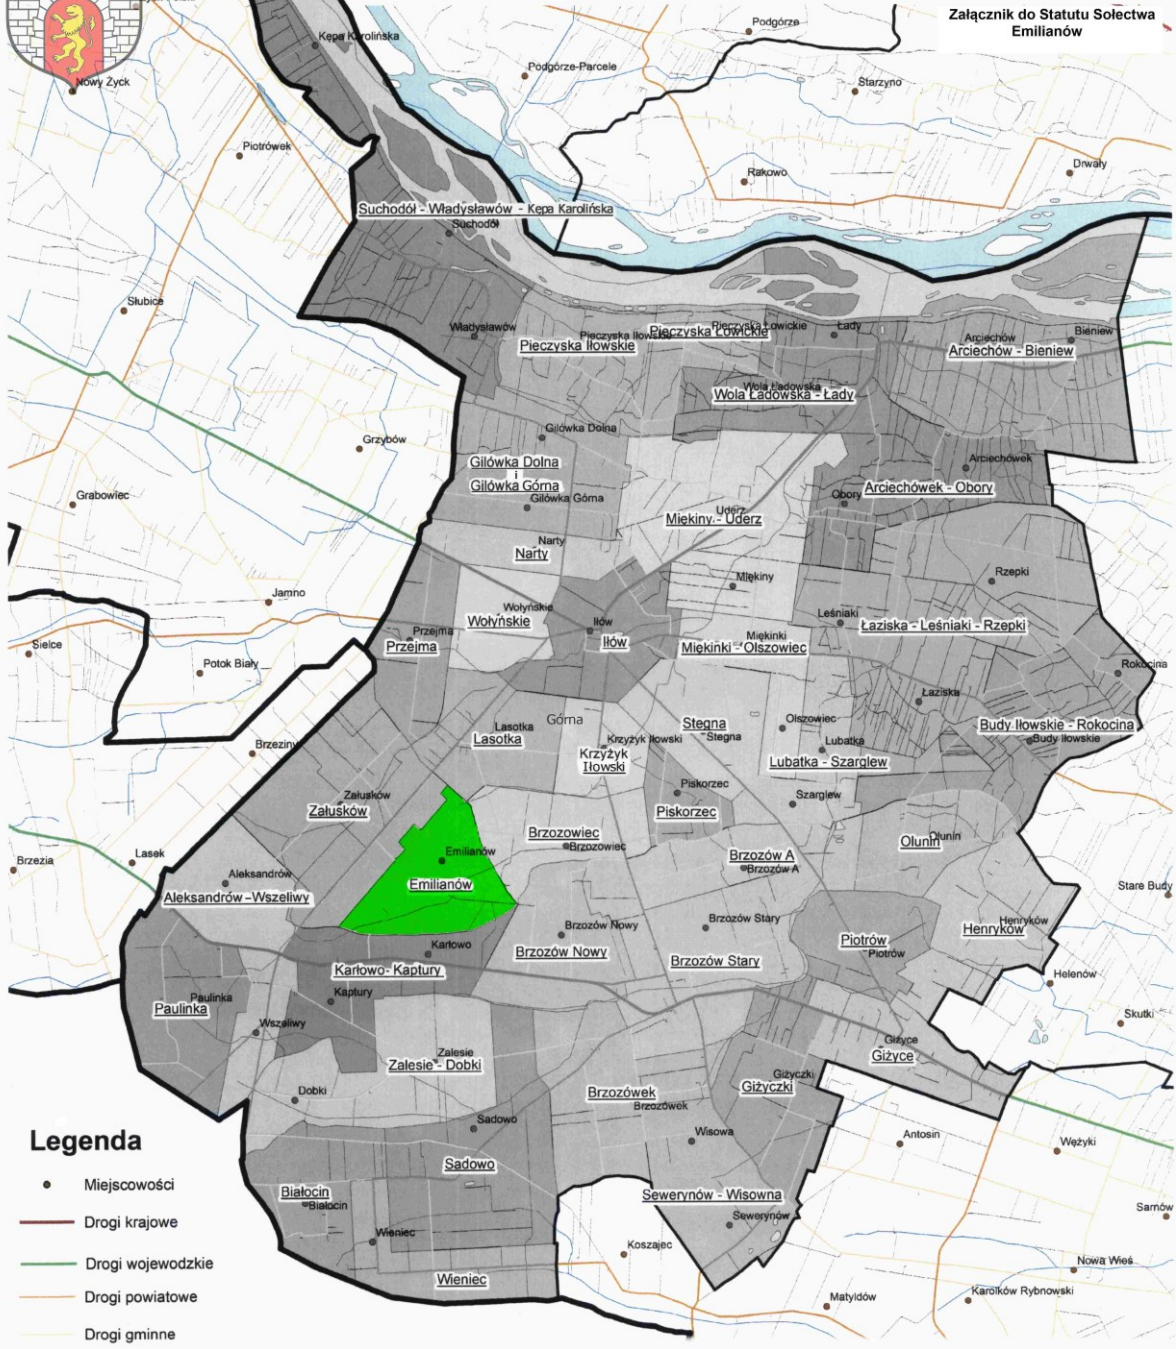 Załącznik do Statutu Sołectwa
Emilianów
Podgórze
Kępa Karolińska
Podgórze-Parcele
Nowy Życk
Starzyno
Piotrówek
Drwały
Rakowo
Suchodół - Władysławów - Kępa Karolińska
Suchodół
Słubice
Władysławów
Pieczyska Iłowskie
Pieczyska Iłowskie
Pieczyska Łowickie
Pieczyska Łowickie
Łady
Arciechów
Bieniew
Arciechów - Bieniew
Wola Ładowska
Wola Ładowska - Łady
Gilówka Dolna
Grzybów
Gilówka Dolna
i
Gilówka Górna
Gilówka Górna
Arciechówek
Arciechówek - Obory
Obory
Grabowiec
Uderz
Miękiny - Uderz
Narty
Narty
Miękiny
Rzepki
Jamno
Wołyńskie
Wołyńskie
Iłów
Iłów
Leśniaki
Łaziska - Leśniaki - Rzepki
Przejma
Przejma
Miękinki
Miękinki - Olszowiec
Sielce
Potok Biały
Rokocina
Łaziska
Górna
Lasotka
Lasotka
Stegna
Stegna
Olszowiec
Budy Iłowskie - Rokocina
Budy Iłowskie
Brzeziny
Krzyżyk Iłowski
Krzyżyk
Iłowski
Lubatka
Lubatka - Szarglew
Załusków
Załusków
Piskorzec
Piskorzec
Szarglew
Brzozowiec
Brzozowiec
Olunin
Olunin
Emilianów
Emilianów
Brzozów A
Brzozów A
Brzezia
Lasek
Aleksandrów
Aleksandrów - Wszeliwy
Stare Budy
Brzozów Nowy
Brzozów Nowy
Brzozów Stary
Brzozów Stary
Henryków
Henryków
Piotrów
Piotrów
Karłowo
Karłowo - Kaptury
Kaptury
Helenów
Paulinka
Paulinka
Skutki
Wszeliwy
Giżyce
Giżyce
Zalesie
Zalesie - Dobki
Dobki
Giżyczki
Giżyczki
Brzozówek
Brzozówek
Sadowo
Sadowo
Wisowa
Antosin
Wężyki
Legenda
Miejscowości
Drogi krajowe
Drogi wojewodzkie
Drogi powiatowe
Drogi gminne
Białocin
Białocin
Sewerynów - Wisowna
Sewerynów
Sarnów
Wieniec
Wieniec
Koszajec
Nowa Wieś
Matyldów
Karolków Rybnowski